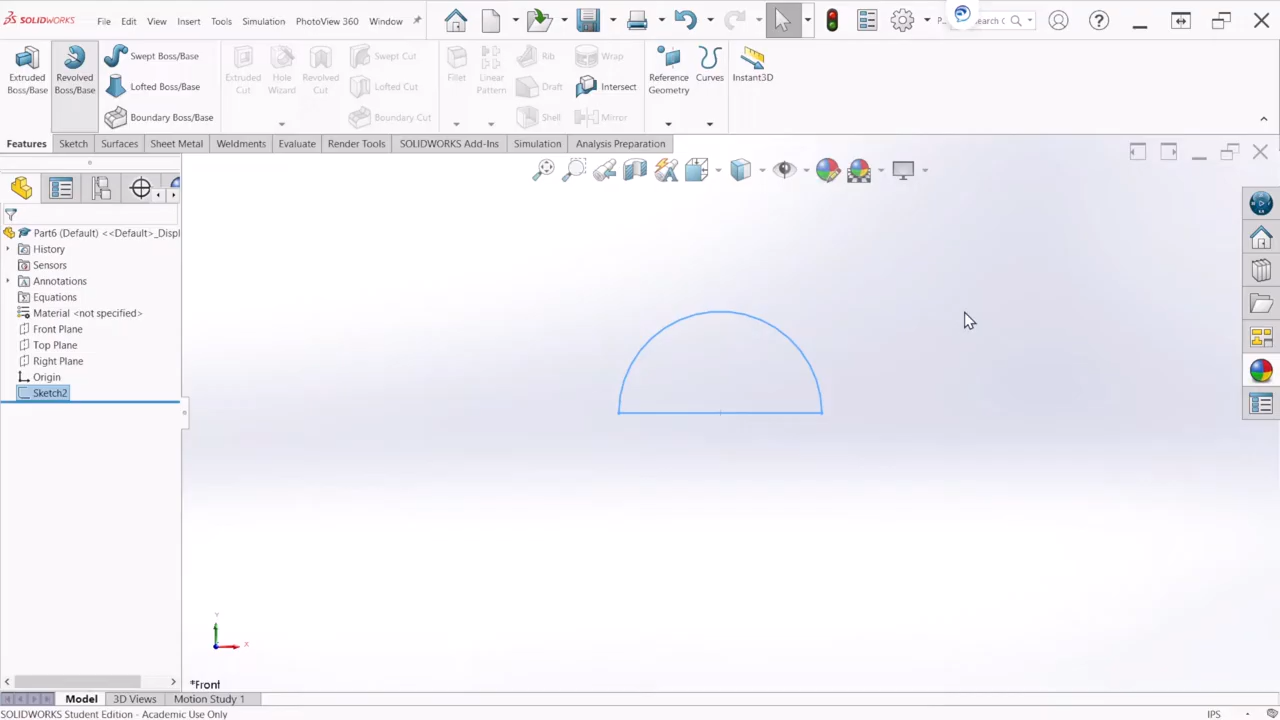 SOLIDWORKS File Edit View Insert Tools Simulation PhotoView 360 Window P... Search C
Extruded Boss/Base
Revolved Boss/Base
Swept Boss/Base
Lofted Boss/Base
Boundary Boss/Base
Extruded Cut
Hole Wizard
Revolved Cut
Swept Cut
Lofted Cut
Boundary Cut
Fillet
Linear Pattern
Rib
Draft
Shell
Wrap
Intersect
Mirror
Reference Geometry
Curves
Instant3D
Features Sketch Surfaces Sheet Metal Weldments Evaluate Render Tools SOLIDWORKS Add-Ins Simulation Analysis Preparation
Part6 (Default) <<Default>_Displ
History
Sensors
Annotations
Equations
Material <not specified>
Front Plane
Top Plane
Right Plane
Origin
Sketch2
Y
X
*Front
Model 3D Views Motion Study 1
SOLIDWORKS Student Edition - Academic Use Only IPS